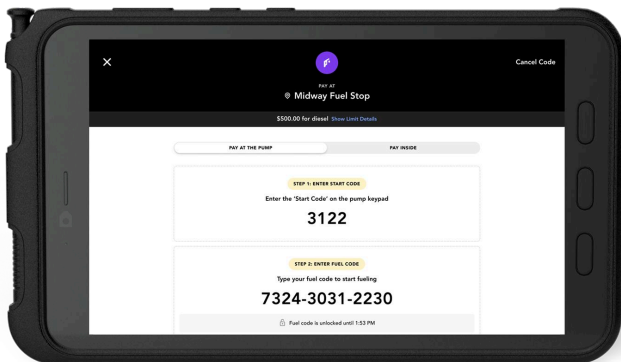 Cancel Code
PAY AT
Midway Fuel Stop
$500.00 for diesel Show Limit Details
PAY AT THE PUMP
PAY INSIDE
STEP 1: ENTER START CODE
Enter the 'Start Code' on the pump keypad
3122
STEP 2: ENTER FUEL CODE
Type your fuel code to start fueling
7324-3031-2230
Fuel code is unlocked until 1:53 PM